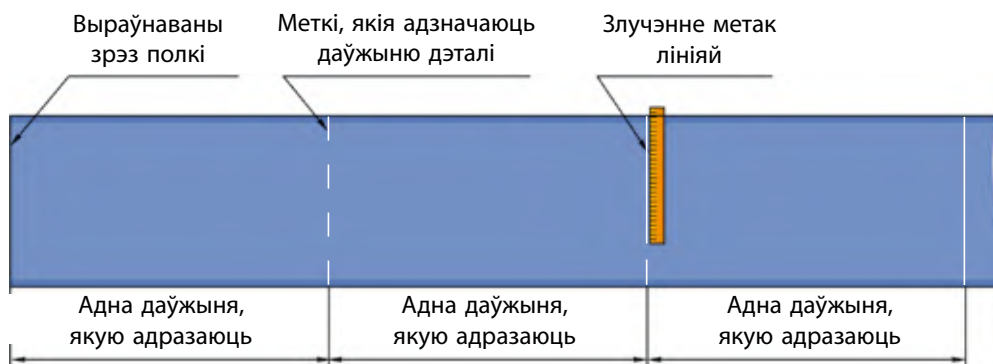 Выраўнаваны
зрэз полкі
Меткі, якія адзначаюць
даўжыню дэталі
Злучэнне метак
лініяй
Адна даўжыня,
якую адразаюць
Адна даўжыня,
якую адразаюць
Адна даўжыня,
якую адразаюць